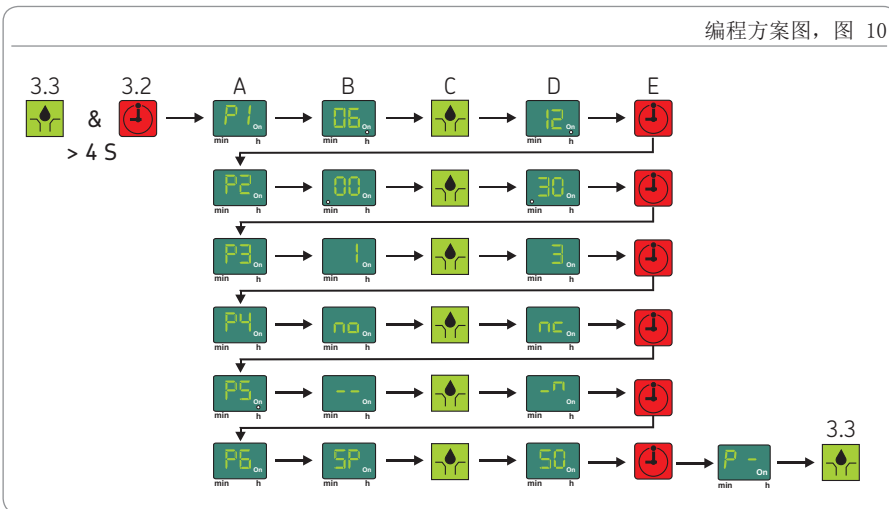 编程方案图，图 10
3.3 3.2 A B C D E
&
> 4 S
P1 On 06 On 12 On
min h min h min h
P2 On 00 On 30 On
min h min h min h
P3 On 1 On 3 On
min h min h min h
P4 On no On nc On
min h min h min h
P5 On -- On -n On
min h min h min h
3.3
P6 On SP On SO On P - On
min h min h min h min h